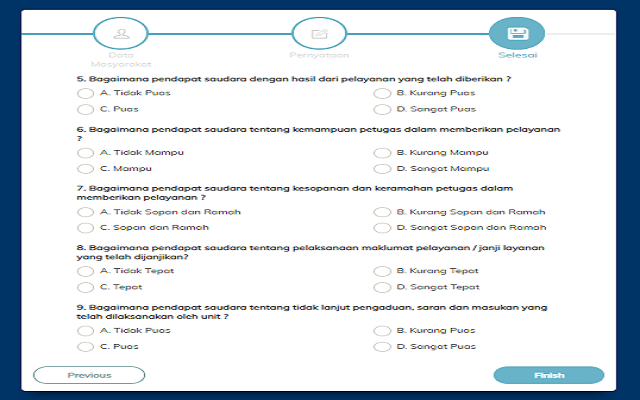 Data
Masyarakat
Pernyataan
Selesai
5. Bagaimana pendapat saudara dengan hasil dari pelayanan yang telah diberikan ?
A. Tidak Puas
B. Kurang Puas
C. Puas
D. Sangat Puas
6. Bagaimana pendapat saudara tentang kemampuan petugas dalam memberikan pelayanan
?
A. Tidak Mampu
B. Kurang Mampu
C. Mampu
D. Sangat Mampu
7. Bagaimana pendapat saudara tentang kesopanan dan keramahan petugas dalam
memberikan pelayanan ?
A. Tidak Sopan dan Ramah
B. Kurang Sopan dan Ramah
C. Sopan dan Ramah
D. Sangat Sopan dan Ramah
8. Bagaimana pendapat saudara tentang pelaksanaan maklumat pelayanan / janji layanan
yang telah dijanjikan?
A. Tidak Tepat
B. Kurang Tepat
C. Tepat
D. Sangat Tepat
9. Bagaimana pendapat saudara tentang tidak lanjut pengaduan, saran dan masukan yang
telah dilaksanakan oleh unit ?
A. Tidak Puas
B. Kurang Puas
C. Puas
D. Sangat Puas
Previous
Finish